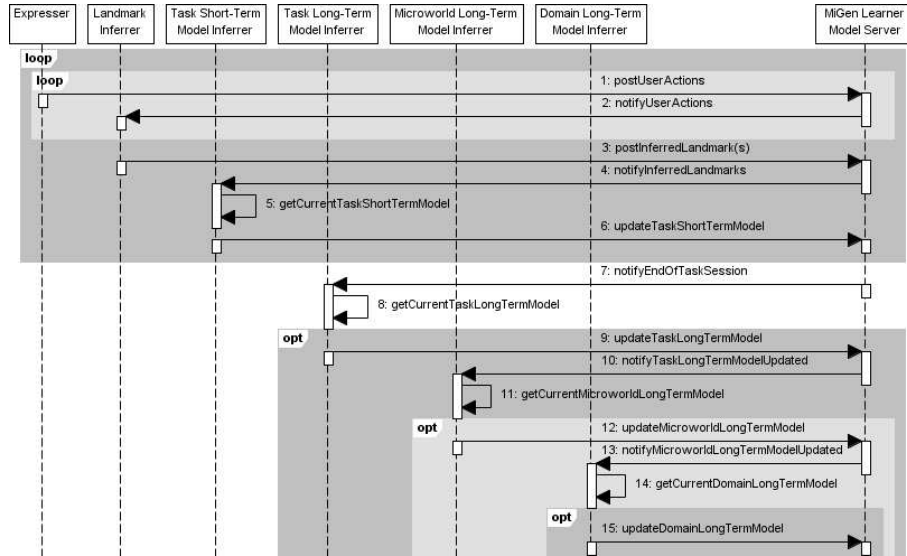 Expresser
Landmark
Inferrer
Task Short-Term
Model Inferrer
Task Long-Term
Model Inferrer
Microworld Long-Term
Model Inferrer
Domain Long-Term
Model Inferrer
MiGen Learner
Model Server
loop
loop
1: postUserActions
2: notifyUserActions
3: postInferredLandmark(s)
4: notifyInferredLandmarks
5: getCurrentTaskShortTermModel
6: updateTaskShortTermModel
7: notifyEndOfTaskSession
8: getCurrentTaskLongTermModel
opt
9: updateTaskLongTermModel
10: notifyTaskLongTermModelUpdated
11: getCurrentMicroworldLongTermModel
opt
12: updateMicroworldLongTermModel
13: notifyMicroworldLongTermModelUpdated
14: getCurrentDomainLongTermModel
opt
15: updateDomainLongTermModel